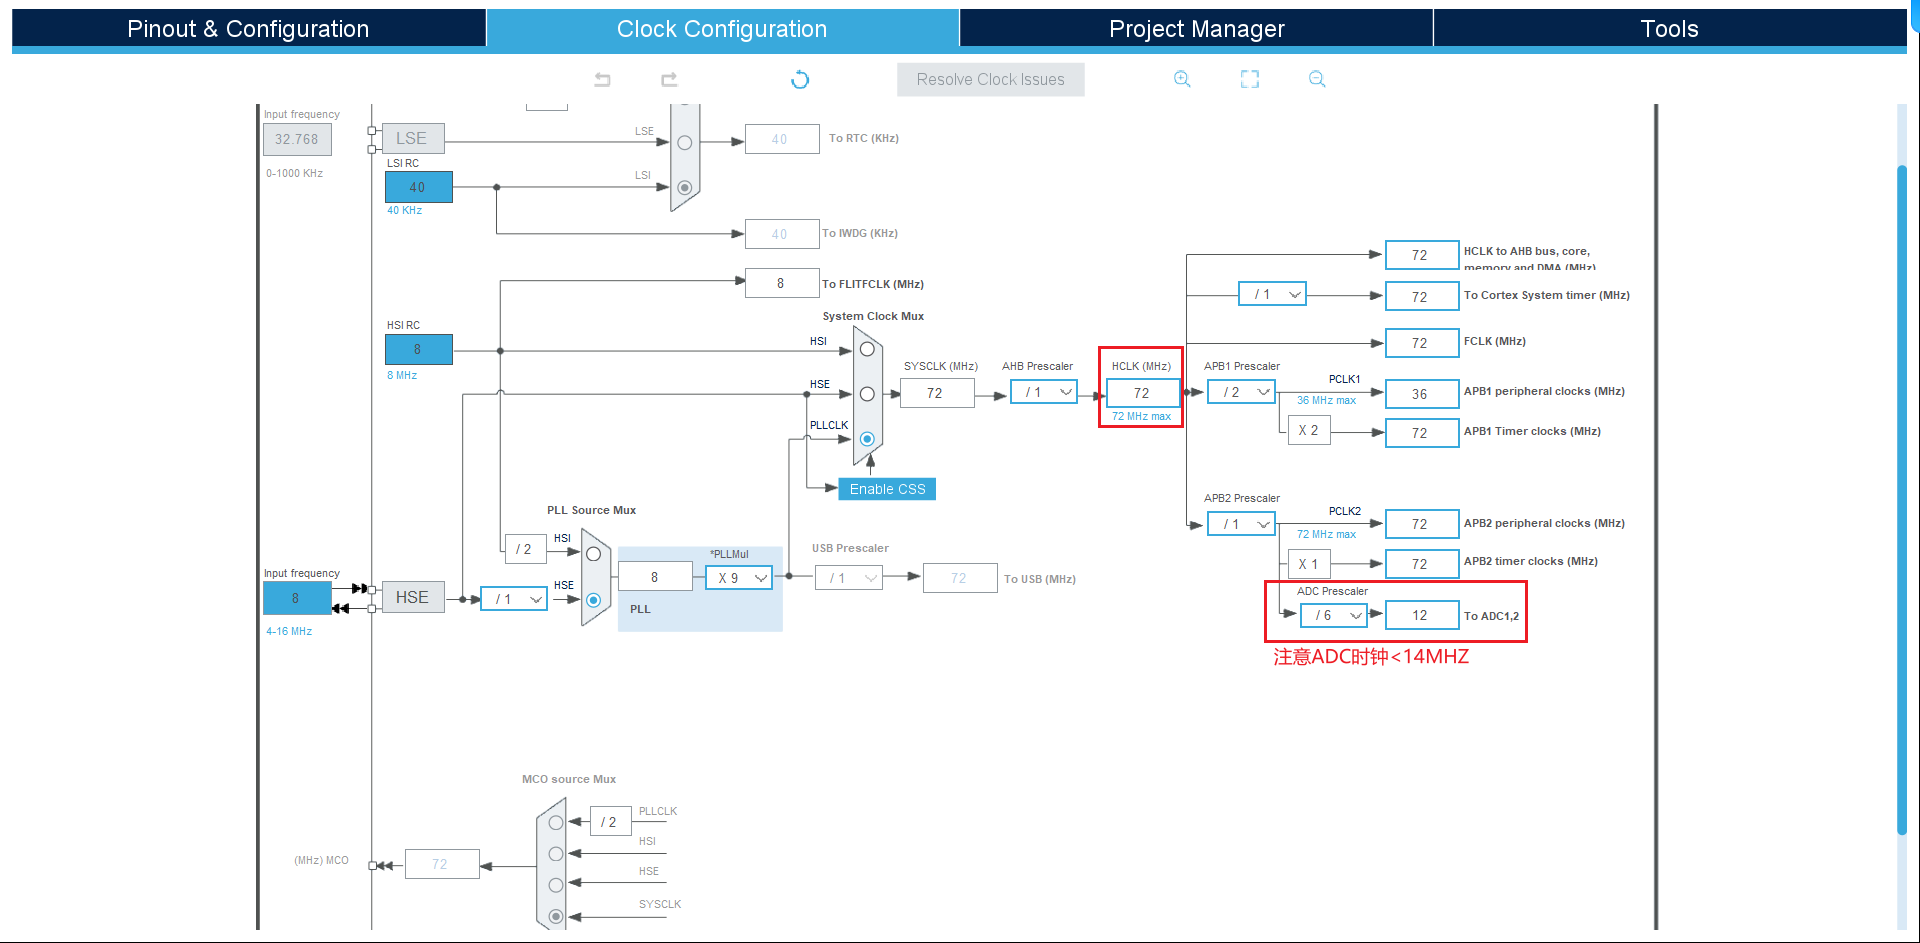 Pinout & Configuration
Clock Configuration
Project Manager
Tools
Resolve Clock Issues
Input frequency
32.768
0-1000 KHz
LSE
LSI RC
40
40 KHz
LSE
LSI
40
To RTC (KHz)
40
To IWDG (KHz)
8
To FLITFCLK (MHz)
HSI RC
8
8 MHz
System Clock Mux
HSI
HSE
PLLCLK
Enable CSS
SYSCLK (MHz)
72
AHB Prescaler
/ 1
HCLK (MHz)
72
72 MHz max
72
HCLK to AHB bus, core,
memory and DMA (MHz)
/ 1
72
To Cortex System timer (MHz)
72
FCLK (MHz)
APB1 Prescaler
/ 2
PCLK1
36 MHz max
36
APB1 peripheral clocks (MHz)
X 2
72
APB1 Timer clocks (MHz)
APB2 Prescaler
/ 1
PCLK2
72 MHz max
72
APB2 peripheral clocks (MHz)
X 1
72
APB2 timer clocks (MHz)
ADC Prescaler
/ 6
12
To ADC1,2
注意ADC时钟<14MHZ
PLL Source Mux
/ 2
HSI
HSE
Input frequency
8
4-16 MHz
HSE
/ 1
8
*PLLMul
X 9
PLL
USB Prescaler
/ 1
72
To USB (MHz)
MCO source Mux
/ 2
PLLCLK
HSI
HSE
SYSCLK
(MHz) MCO
72